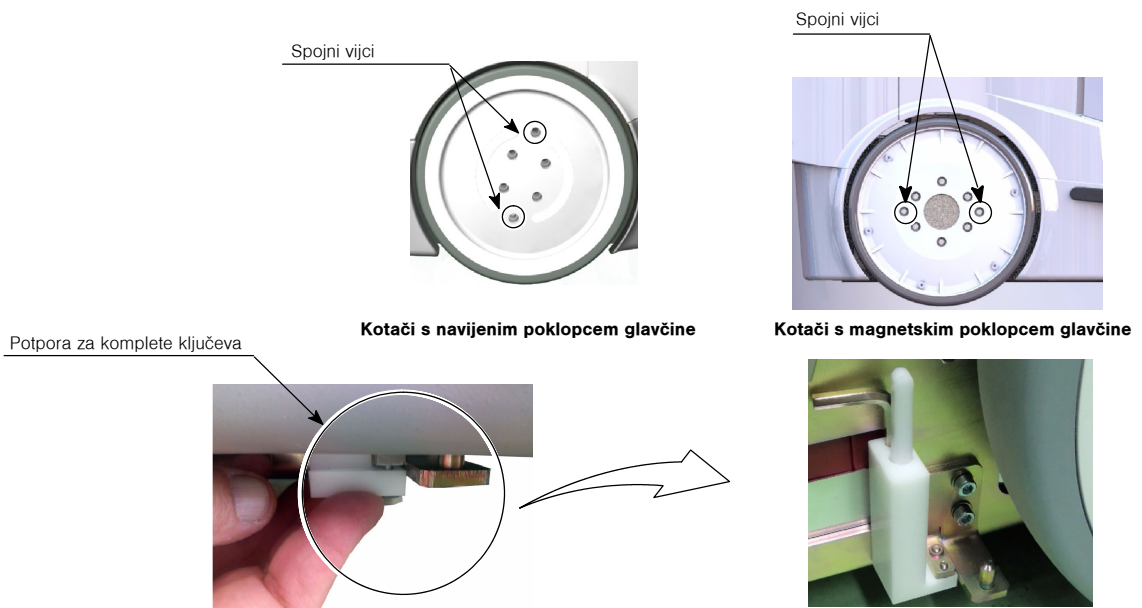 Spojni vijci
Spojni vijci
Kotači s navijenim poklopcem glavčine
Kotači s magnetskim poklopcem glavčine
Potpora za komplete ključeva